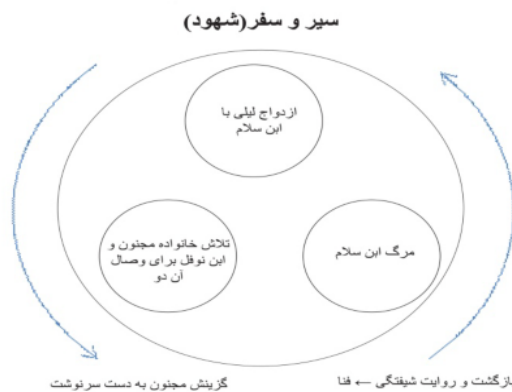 سیر و سفر(شهود)
ازدواج لیلی با
ابن سلام
مرگ ابن سلام
تلاش خانواده مجنون و
ابن نوفل برای وصال
آن دو
بازگشت و روایت شیفتگی ← فنا
گزینش مجنون به دست سرنوشت